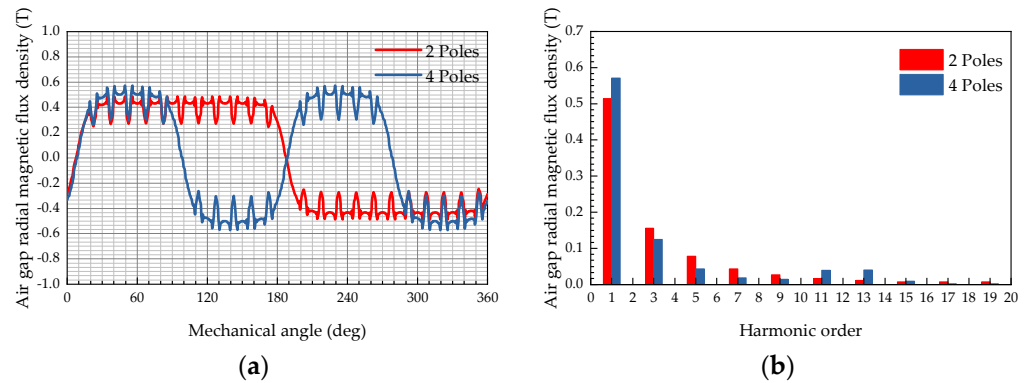 Air gap radial magnetic flux density (T)
1.0
0.8
0.6
0.4
0.2
0.0
-0.2
-0.4
-0.6
-0.8
-1.0
2 Poles
4 Poles
0 60 120 180 240 300 360
Mechanical angle (deg)
(a)
Air gap radial magnetic flux density (T)
0.7
0.6
0.5
0.4
0.3
0.2
0.1
0.0
2 Poles
4 Poles
0 1 2 3 4 5 6 7 8 9 10 11 12 13 14 15 16 17 18 19 20
Harmonic order
(b)